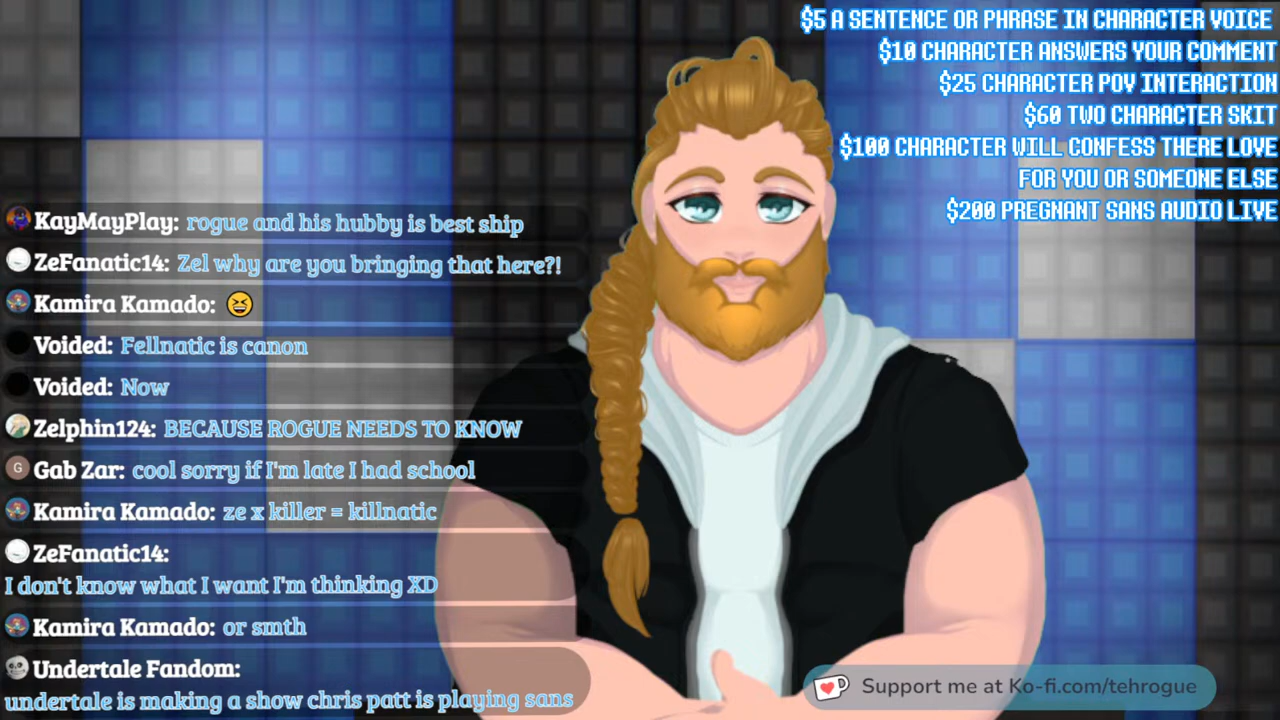 $5 A SENTENCE OR PHRASE IN CHARACTER VOICE
$10 CHARACTER ANSWERS YOUR COMMENT
$25 CHARACTER POV INTERACTION
$60 TWO CHARACTER SKIT
$100 CHARACTER WILL CONFESS THERE LOVE
FOR YOU OR SOMEONE ELSE
$200 PREGNANT SANS AUDIO LIVE
KayMayPlay: rogue and his hubby is best ship
ZeFanatic14: Zel why are you bringing that here?!
Kamira Kamado: 😆
Voided: Fellnatic is canon
Voided: Now
Zelphin124: BECAUSE ROGUE NEEDS TO KNOW
G Gab Zar: cool sorry if I'm late I had school
Kamira Kamado: ze x killer = killnatic
ZeFanatic14:
I don't know what I want I'm thinking XD
Kamira Kamado: or smth
Undertale Fandom:
undertale is making a show chris patt is playing sans
Support me at Ko-fi.com/tehrogue